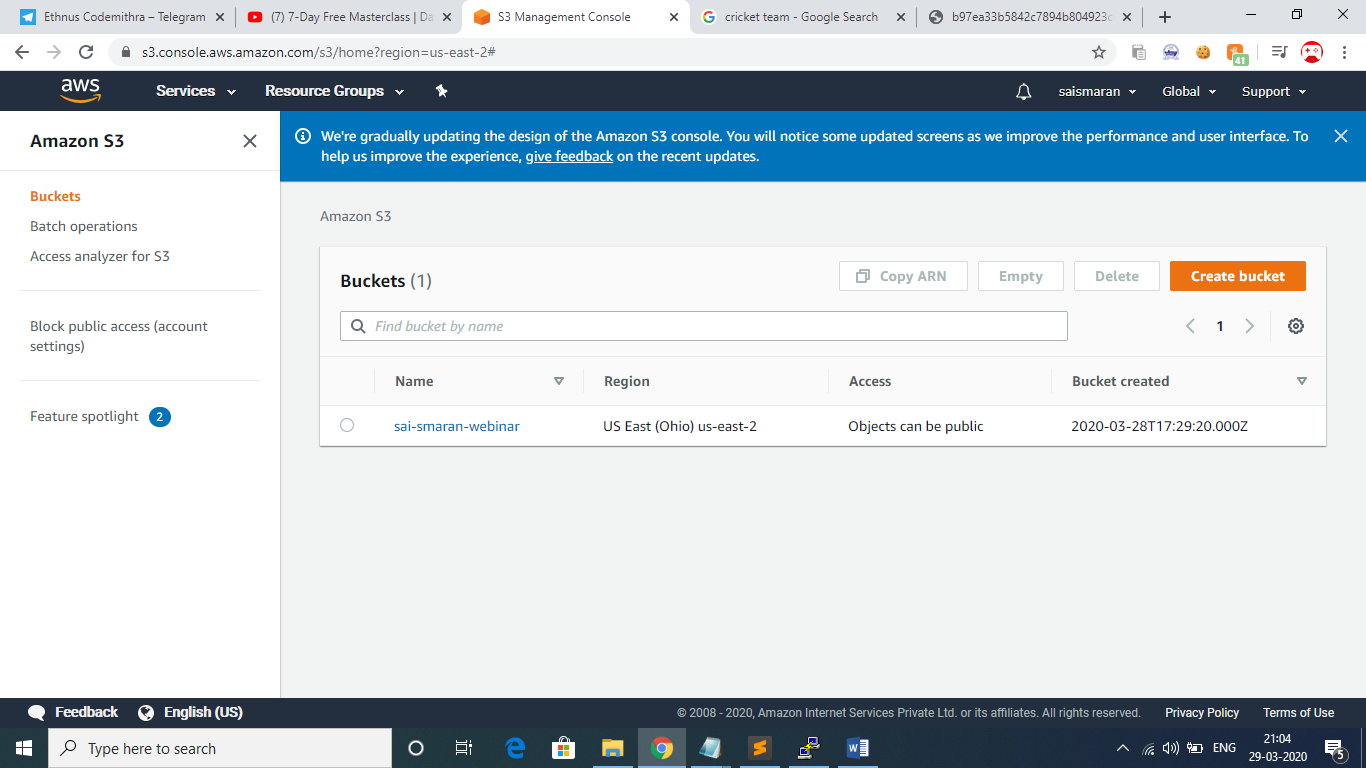 Ethnus Codemithra – Telegram
(7) 7-Day Free Masterclass | Da
S3 Management Console
cricket team - Google Search
b97ea33b5842c7894b804923c
s3.console.aws.amazon.com/s3/home?region=us-east-2#
41
aws
Services
Resource Groups
saismaran
Global
Support
Amazon S3
We're gradually updating the design of the Amazon S3 console. You will notice some updated screens as we improve the performance and user interface. To
help us improve the experience, give feedback on the recent updates.
Buckets
Batch operations
Access analyzer for S3
Block public access (account
settings)
Feature spotlight 2
Amazon S3
Buckets (1)
Copy ARN
Empty
Delete
Create bucket
Find bucket by name
1
Name Region Access Bucket created
sai-smaran-webinar US East (Ohio) us-east-2 Objects can be public 2020-03-28T17:29:20.000Z
Feedback English (US) © 2008 - 2020, Amazon Internet Services Private Ltd. or its affiliates. All rights reserved. Privacy Policy Terms of Use
Type here to search
ENG
21:04
29-03-2020
5